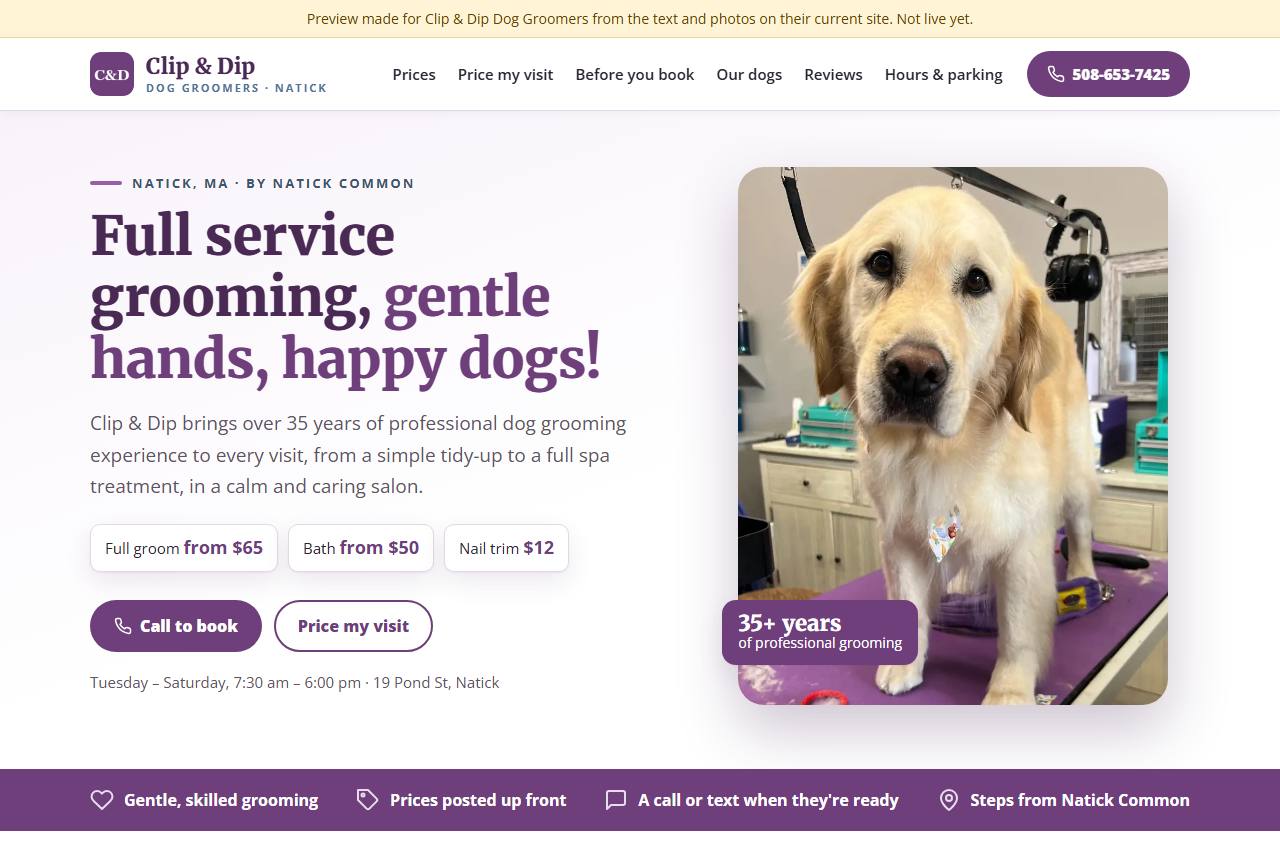 Preview made for Clip & Dip Dog Groomers from the text and photos on their current site. Not live yet.
C&D
Clip & Dip
DOG GROOMERS · NATICK
Prices
Price my visit
Before you book
Our dogs
Reviews
Hours & parking
508-653-7425
NATICK, MA · BY NATICK COMMON
Full service
grooming, gentle
hands, happy dogs!
Clip & Dip brings over 35 years of professional dog grooming
experience to every visit, from a simple tidy-up to a full spa
treatment, in a calm and caring salon.
Full groom from $65
Bath from $50
Nail trim $12
Call to book
Price my visit
Tuesday – Saturday, 7:30 am – 6:00 pm · 19 Pond St, Natick
35+ years
of professional grooming
Gentle, skilled grooming
Prices posted up front
A call or text when they're ready
Steps from Natick Common